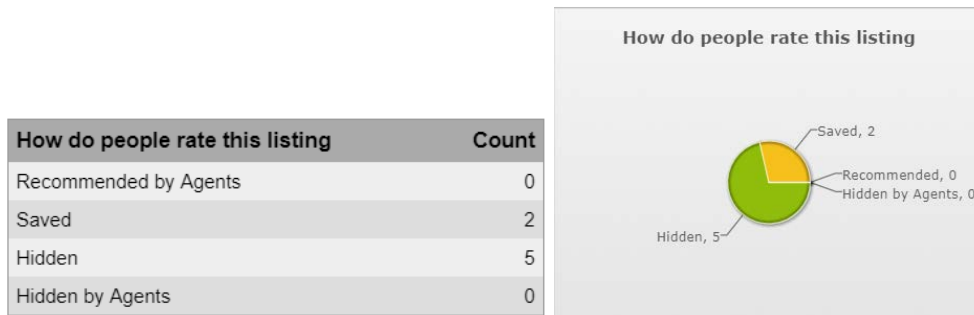 How do people rate this listing Count
Recommended by Agents 0
Saved 2
Hidden 5
Hidden by Agents 0
How do people rate this listing
Saved, 2
Recommended, 0
Hidden by Agents, 0
Hidden, 5